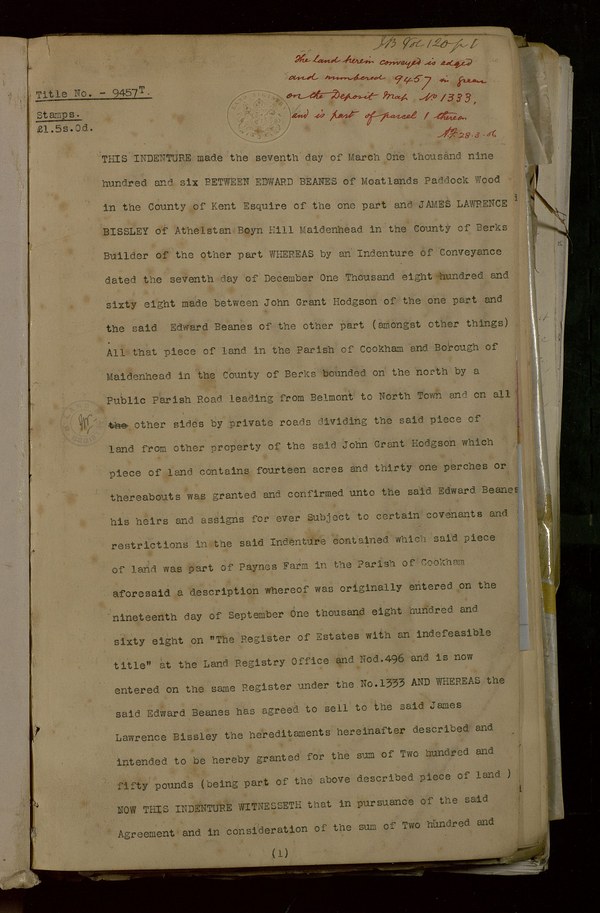 The land herein conveyed is edged
and numbered 9457 in green
on the Deposit Map, No 1333,
and is part of parcel 1 thereon
Title No. - 9457T.
Stamps.
£1.5s.0d.
THIS INDENTURE made the seventh day of March One thousand nine
hundred and six BETWEEN EDWARD BEANES of Moatlands Paddock Wood
in the County of Kent Esquire of the one part and JAMES LAWRENCE
BISSLEY of Athelstan Boyn Hill Maidenhead in the County of Berks
Builder of the other part WHEREAS by an Indenture of Conveyance
dated the seventh day of December One Thousand eight hundred and
sixty eight made between John Grant Hodgson of the one part and
the said Edward Beanes of the other part (amongst other things)
All that piece of land in the Parish of Cookham and Borough of
Maidenhead in the County of Berks bounded on the north by a
Public Parish Road leading from Belmont to North Town and on all
the other sides by private roads dividing the said piece of
land from other property of the said John Grant Hodgson which
piece of land contains fourteen acres and thirty one perches or
thereabouts was granted and confirmed unto the said Edward Beanes
his heirs and assigns for ever Subject to certain covenants and
restrictions in the said Indenture contained which said piece
of land was part of Paynes Farm in the Parish of Cookham
aforesaid a description whereof was originally entered on the
nineteenth day of September One thousand eight hundred and
sixty eight on "The Register of Estates with an indefeasible
title" at the Land Registry Office and Nod.496 and is now
entered on the same Register under the No.1333 AND WHEREAS the
said Edward Beanes has agreed to sell to the said James
Lawrence Bissley the hereditaments hereinafter described and
intended to be hereby granted for the sum of Two hundred and
fifty pounds (being part of the above described piece of land )
NOW THIS INDENTURE WITNESSETH that in pursuance of the said
Agreement and in consideration of the sum of Two hundred and
(1)